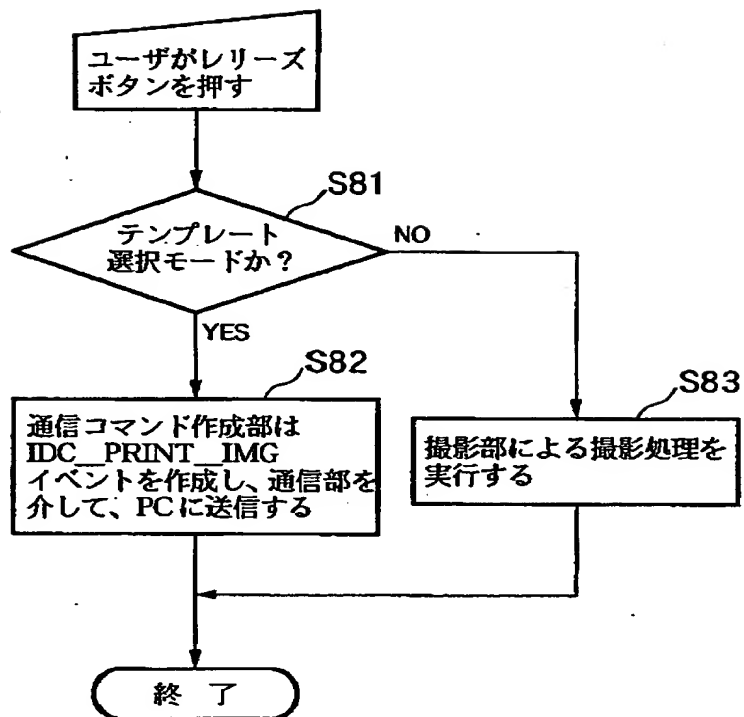 ユーザがレリーズ
ボタンを押す
S81
テンプレート
選択モードか？
NO
YES
S82
通信コマンド作成部は
IDC__PRINT__IMG
イベントを作成し、通信部を
介して、PCに送信する
S83
撮影部による撮影処理を
実行する
終 了